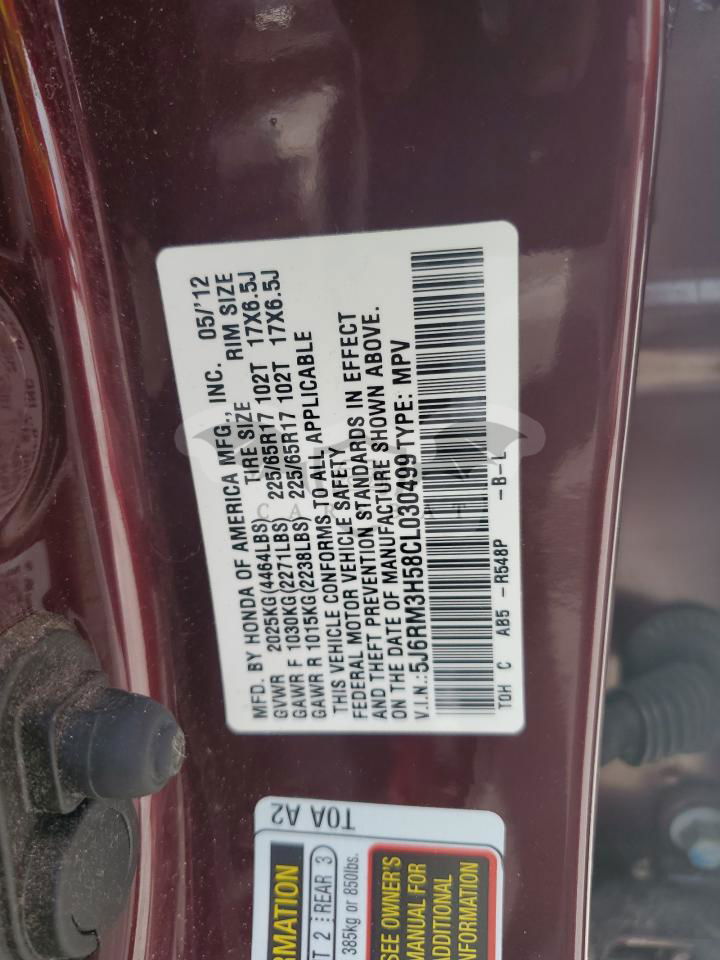 MFD. BY HONDA OF AMERICA MFG., INC. 05/'12
GVWR 2025KG(4464LBS) TIRE SIZE RIM SIZE
GAWR F 1030KG(2271LBS) 225/65R17 102T 17X6.5J
GAWR R 1015KG(2238LBS) 225/65R17 102T 17X6.5J
THIS VEHICLE CONFORMS TO ALL APPLICABLE
FEDERAL MOTOR VEHICLE SAFETY
AND THEFT PREVENTION STANDARDS IN EFFECT
ON THE DATE OF MANUFACTURE SHOWN ABOVE.
V.I.N.:5J6RM3H58CL030499 TYPE: MPV
TOH C AB5 -R548P -B-L
TOA A2
RMATION
T 2 REAR 3
385kg or 850lbs.
SEE OWNER'S
MANUAL FOR
ADDITIONAL
NFORMATION